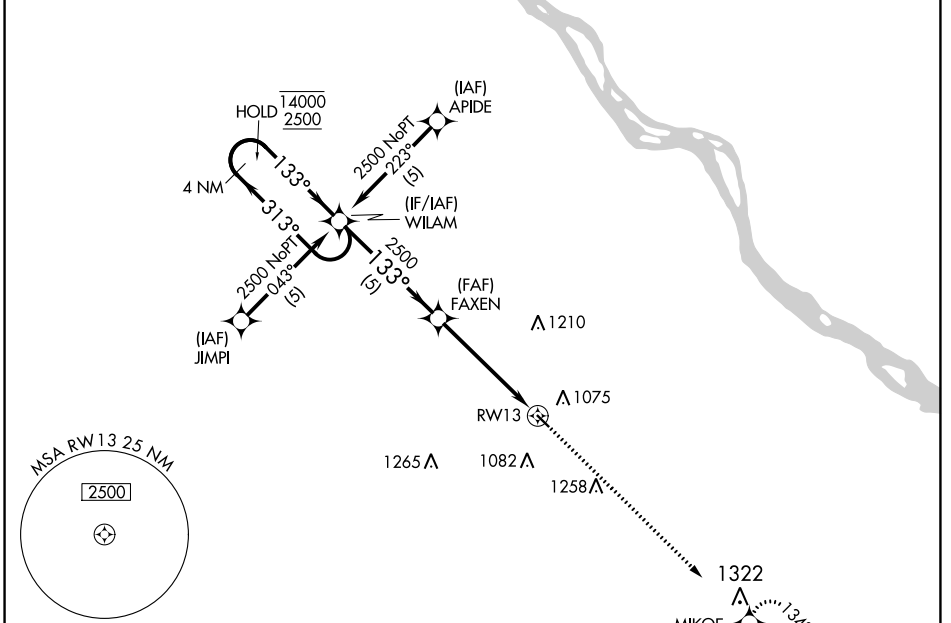 (IAF)
APIDE
HOLD
14000
2500
2500 NoPT
223°
(5)
133°
4 NM
(IF/IAF)
WILAM
313°
2500
133°
(5)
2500 NoPT
043°
(5)
(FAF)
FAXEN
(IAF)
JIMPI
1210
1075
RW13
1265
1082
1258
MSA RW13 25 NM
2500
1322